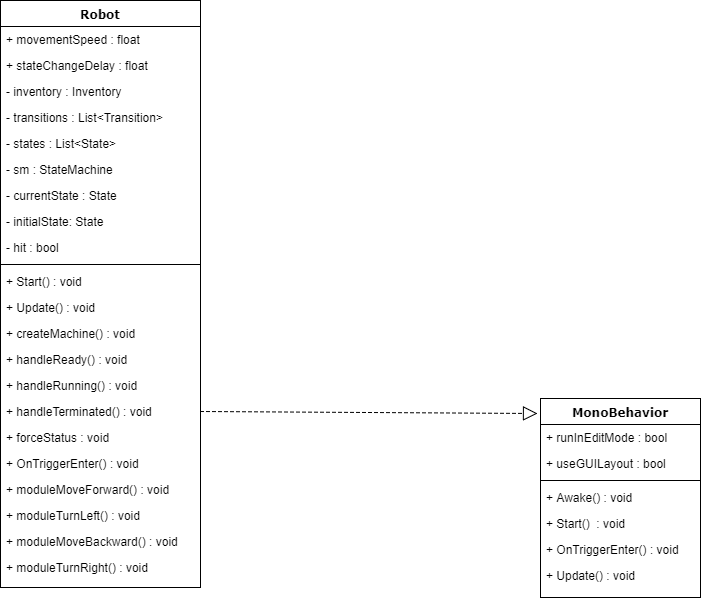 Robot
+ movementSpeed : float
+ stateChangeDelay : float
- inventory : Inventory
- transitions : List<Transition>
- states : List<State>
- sm : StateMachine
- currentState : State
- initialState: State
- hit : bool
+ Start() : void
+ Update() : void
+ createMachine() : void
+ handleReady() : void
+ handleRunning() : void
+ handleTerminated() : void
+ forceStatus : void
+ OnTriggerEnter() : void
+ moduleMoveForward() : void
+ moduleTurnLeft() : void
+ moduleMoveBackward() : void
+ moduleTurnRight() : void
MonoBehavior
+ runInEditMode : bool
+ useGUILayout : bool
+ Awake() : void
+ Start()  : void
+ OnTriggerEnter() : void
+ Update() : void